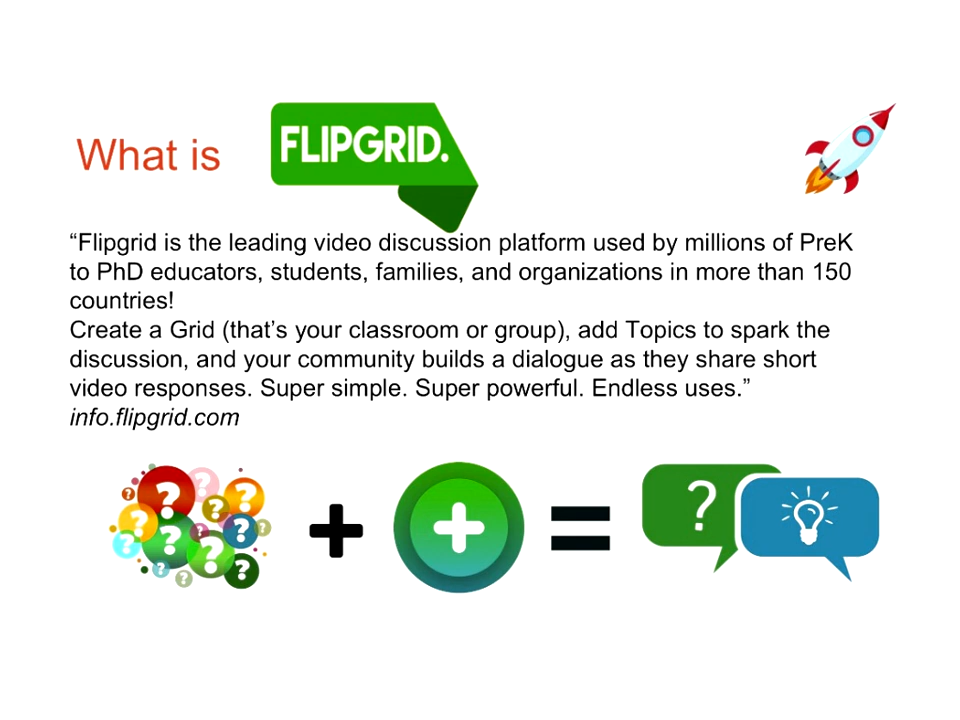 What is
FLIPGRID.
“Flipgrid is the leading video discussion platform used by millions of PreK
to PhD educators, students, families, and organizations in more than 150
countries!
Create a Grid (that’s your classroom or group), add Topics to spark the
discussion, and your community builds a dialogue as they share short
video responses. Super simple. Super powerful. Endless uses.”
info.flipgrid.com